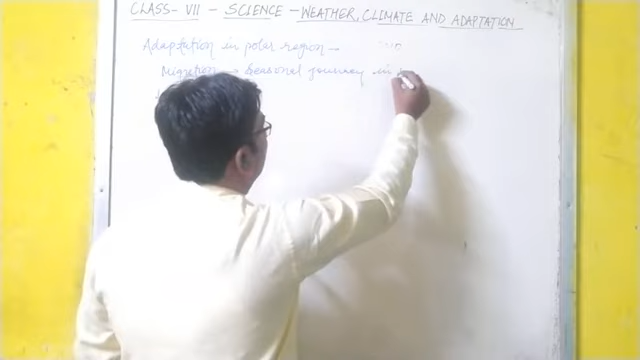 CLASS- VII - SCIENCE - WEATHER, CLIMATE AND ADAPTATION
Adaptation in polar region -
Migration → Seasonal journey in